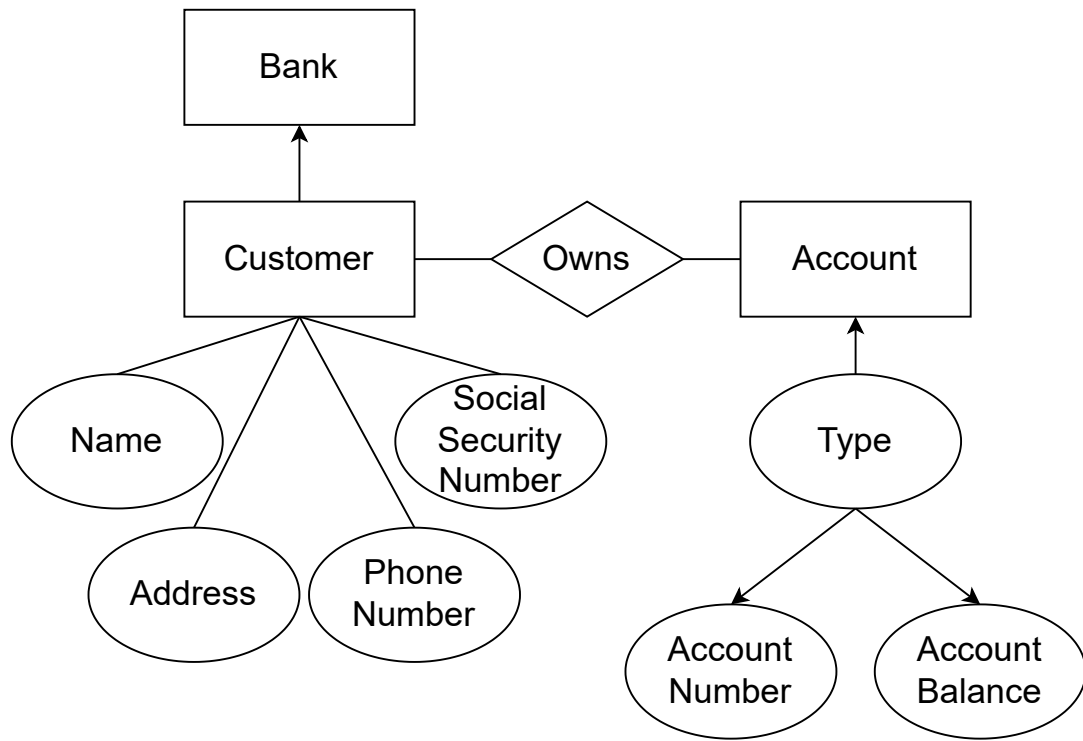 Bank
Customer
Owns
Account
Name
Social
Security
Number
Type
Address
Phone
Number
Account
Number
Account
Balance